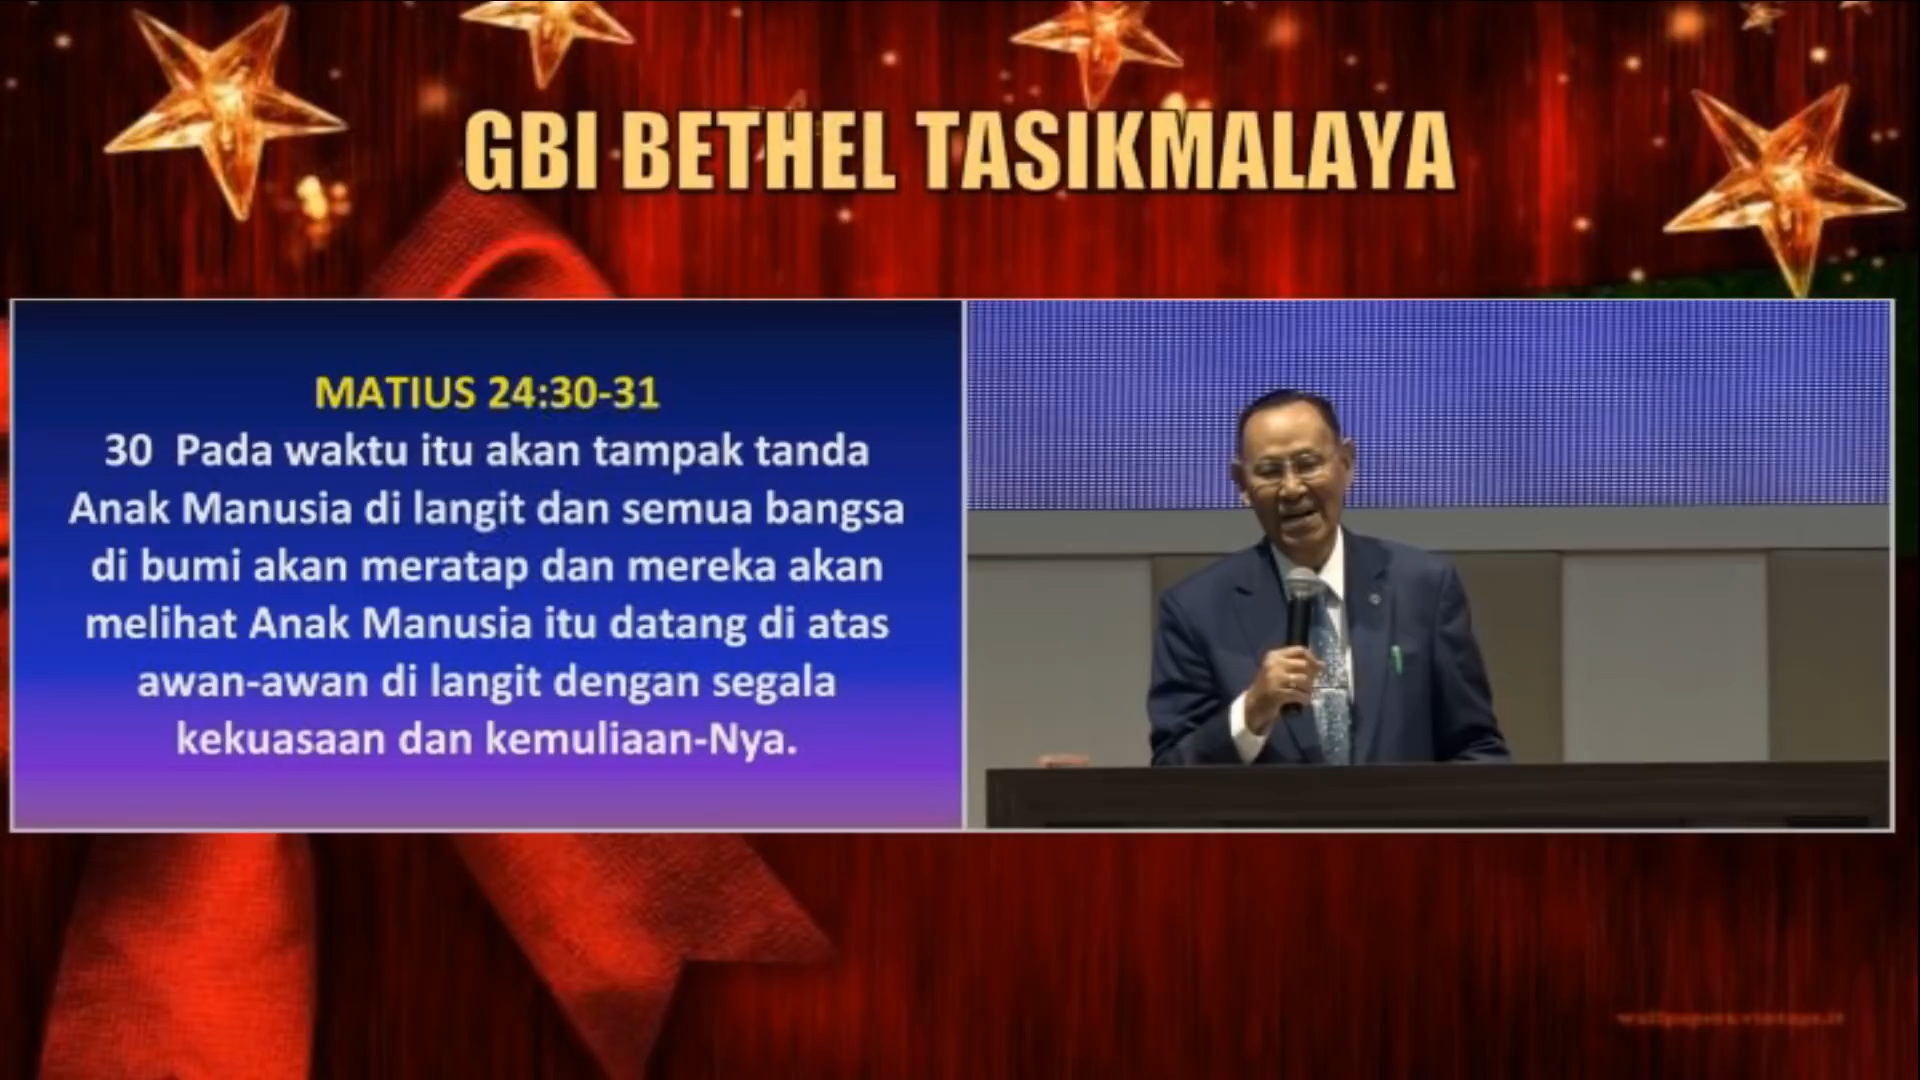 GBI BETHEL TASIKMALAYA
MATIUS 24:30-31
30 Pada waktu itu akan tampak tanda
Anak Manusia di langit dan semua bangsa
di bumi akan meratap dan mereka akan
melihat Anak Manusia itu datang di atas
awan-awan di langit dengan segala
kekuasaan dan kemuliaan-Nya.